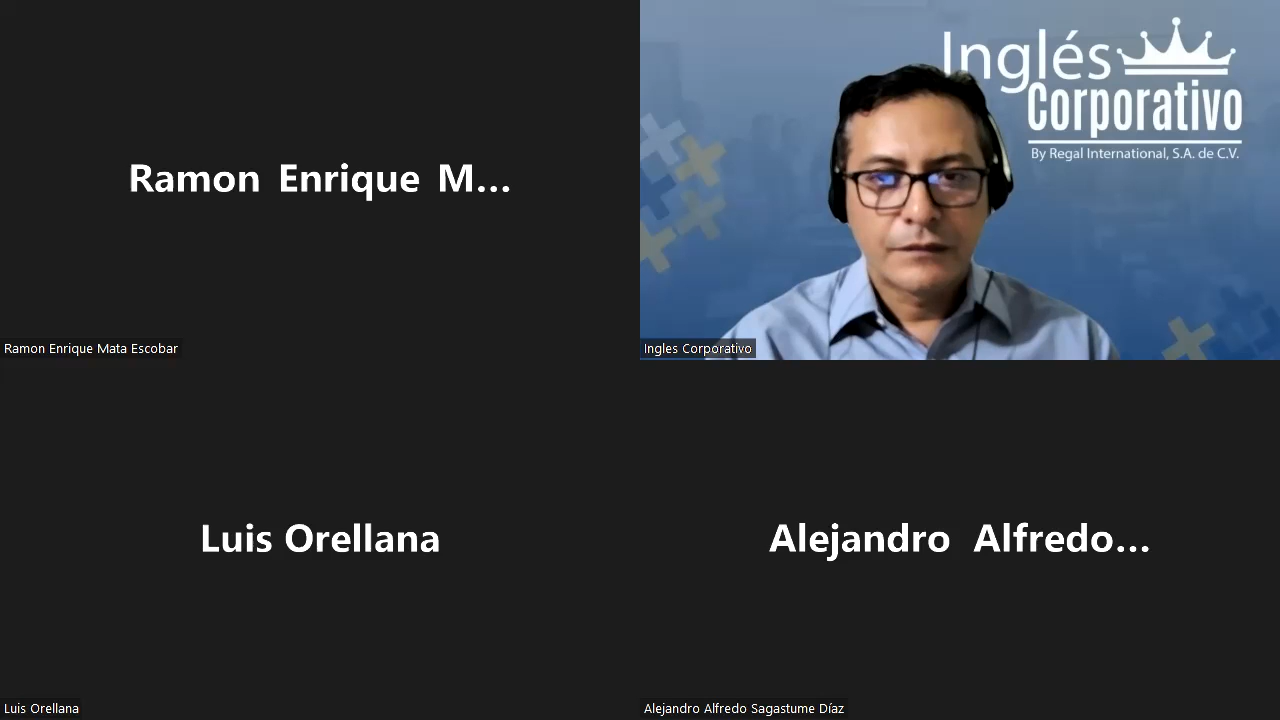 Ramon Enrique M...
Ramon Enrique Mata Escobar
Inglés
Corporativo
By Regal International, S.A. de C.V.
Ingles Corporativo
Luis Orellana
Luis Orellana
Alejandro Alfredo...
Alejandro Alfredo Sagastume Díaz